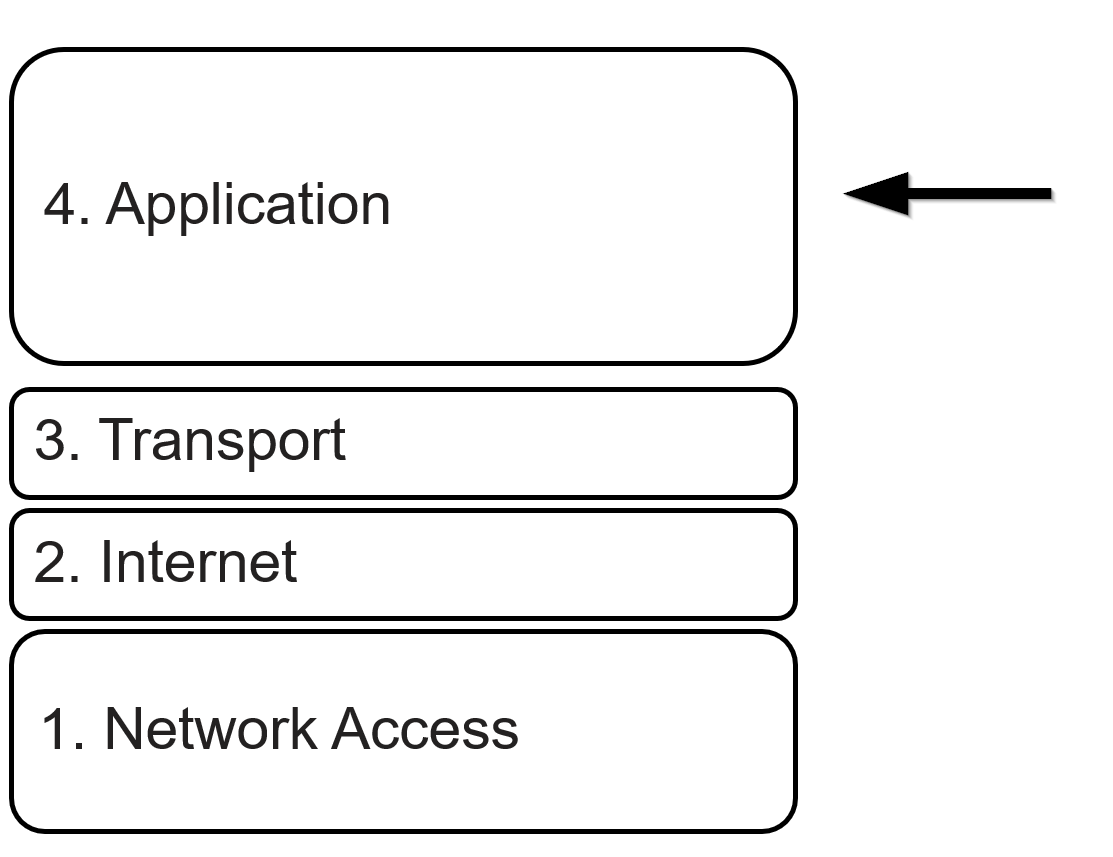 4. Application
3. Transport
2. Internet
1. Network Access